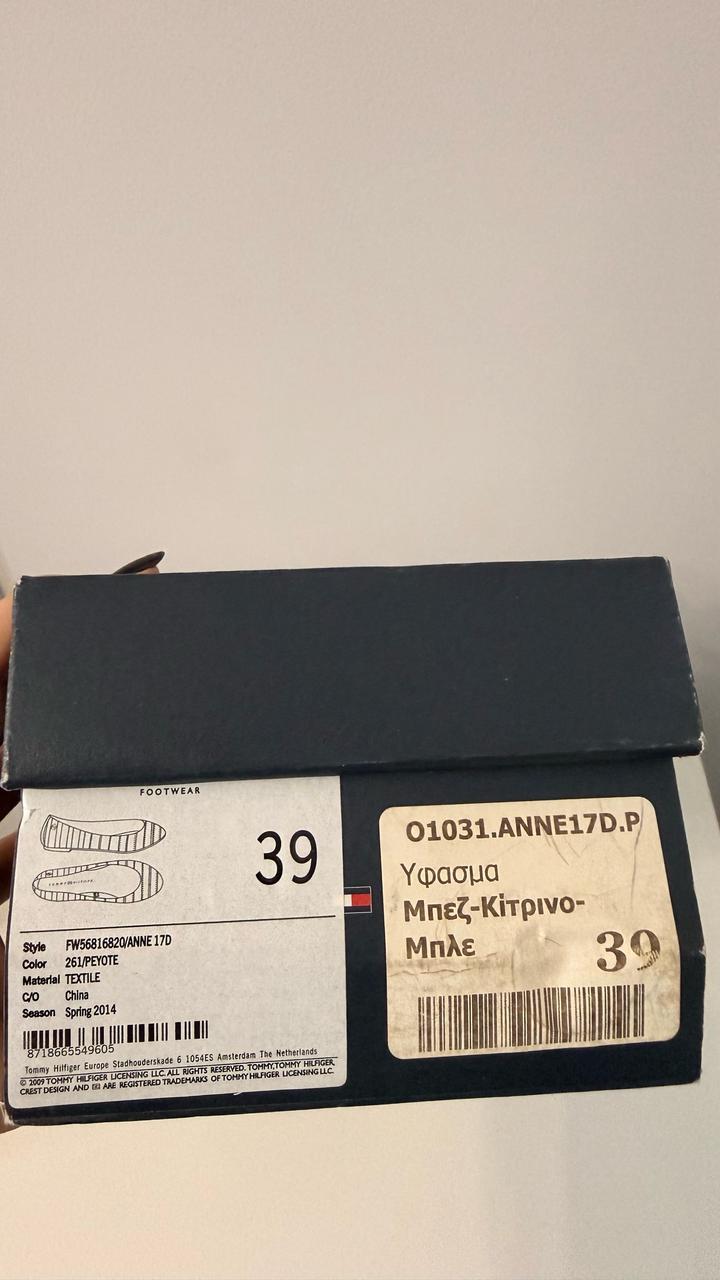 FOOTWEAR
39
Style FW56816820/ANNE 17D
Color 261/PEYOTE
Material TEXTILE
C/O China
Season Spring 2014
8718665549605
Tommy Hilfiger Europe Stadhouderskade 6 1054ES Amsterdam The Netherlands
© 2009 TOMMY HILFIGER LICENSING LLC. ALL RIGHTS RESERVED. TOMMY, TOMMY HILFIGER,
CREST DESIGN AND ARE REGISTERED TRADEMARKS OF TOMMY HILFIGER LICENSING LLC.
O1031.ANNE17D.P
Υφασμα
Μπεζ-Κίτρινο-
Μπλε
39